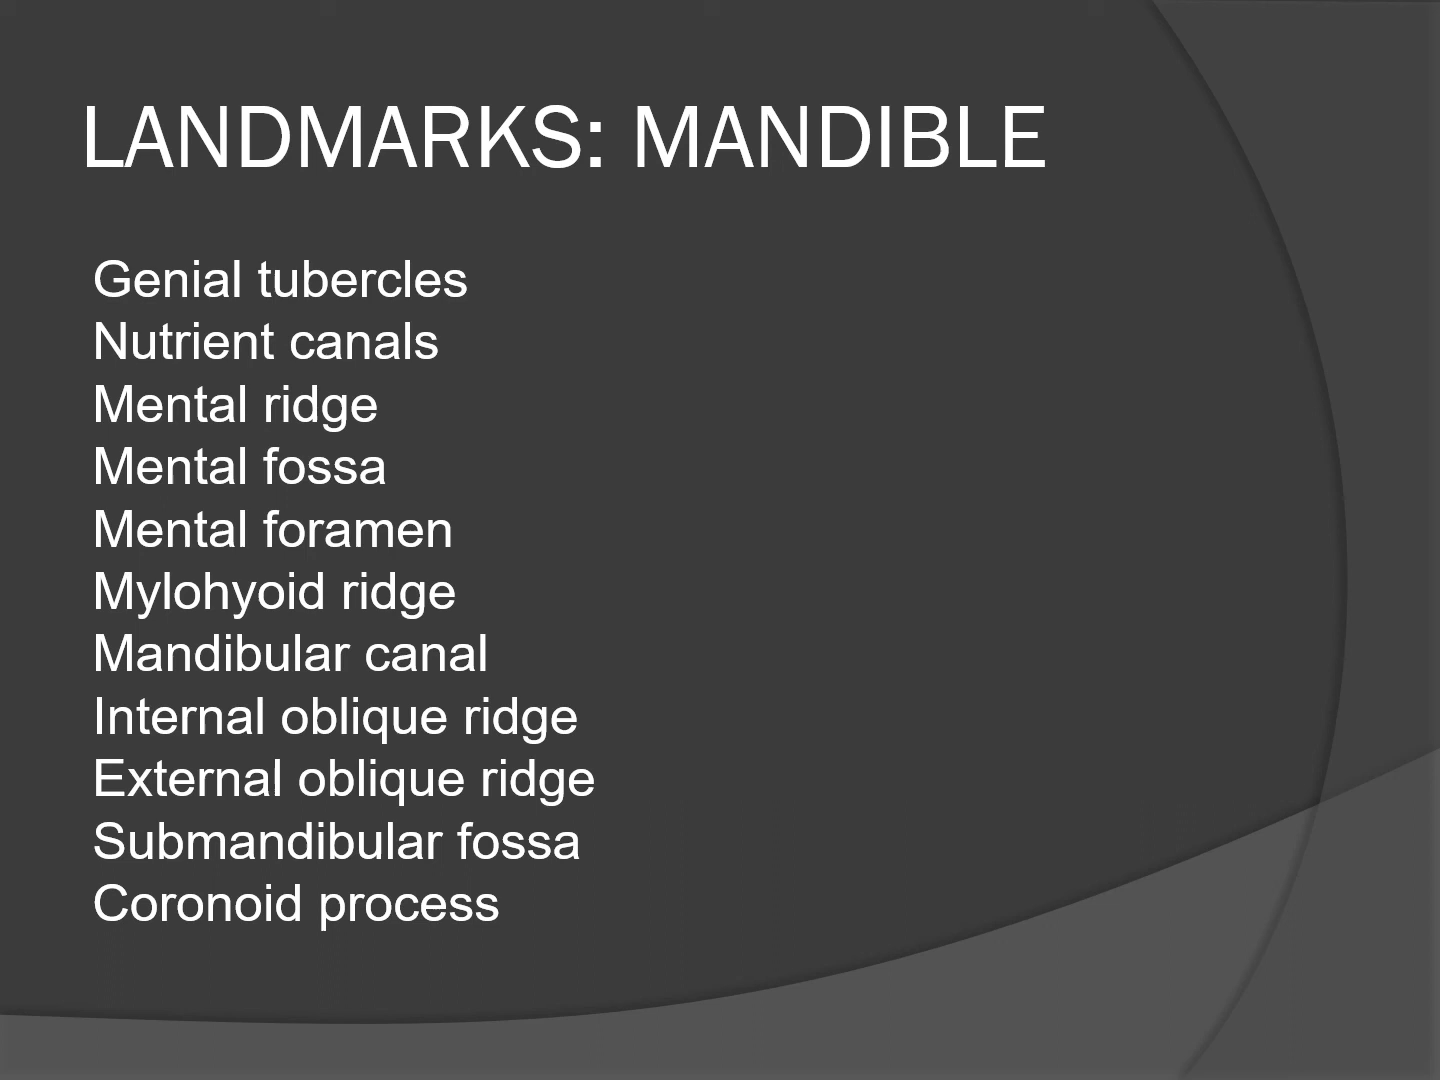 LANDMARKS: MANDIBLE
Genial tubercles
Nutrient canals
Mental ridge
Mental fossa
Mental foramen
Mylohyoid ridge
Mandibular canal
Internal oblique ridge
External oblique ridge
Submandibular fossa
Coronoid process